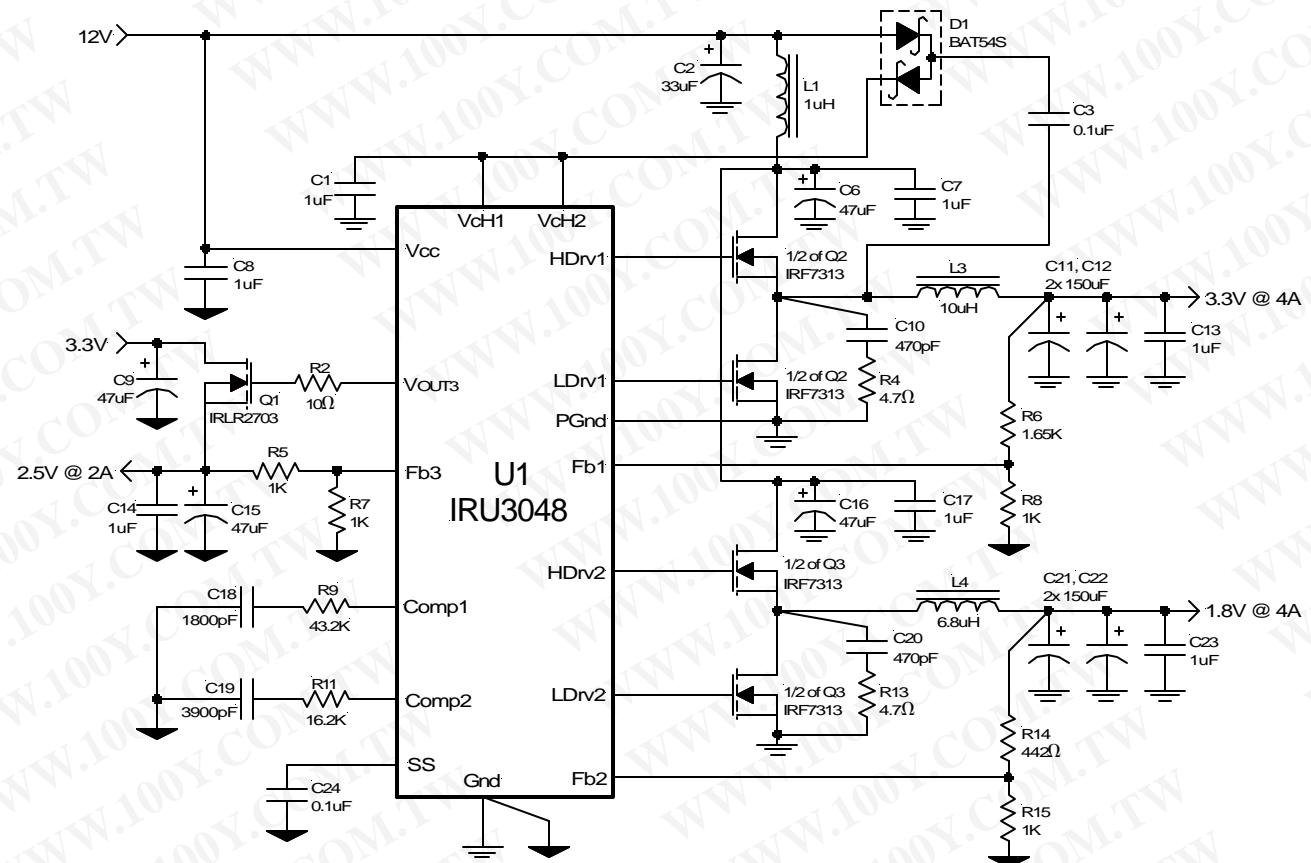 12V
C2
33uF
L1
1uH
D1
BAT54S
C3
0.1uF
C1
1uF
C6
47uF
C7
1uF
VcH1
VcH2
Vcc
C8
1uF
HDrv1
1/2 of Q2
IRF7313
L3
10uH
C11, C12
2x 150uF
3.3V @ 4A
C10
470pF
C13
1uF
3.3V
C9
47uF
Q1
IRLR2703
R2
10Ω
VOUT3
LDrv1
1/2 of Q2
IRF7313
R4
4.7Ω
PGnd
R6
1.65K
2.5V @ 2A
R5
1K
Fb3
U1
IRU3048
Fb1
C14
1uF
C15
47uF
R7
1K
C16
47uF
C17
1uF
R8
1K
HDrv2
1/2 of Q3
IRF7313
L4
6.8uH
C21, C22
2x 150uF
1.8V @ 4A
C18
1800pF
R9
43.2K
Comp1
C20
470pF
C23
1uF
C19
3900pF
R11
16.2K
Comp2
LDrv2
1/2 of Q3
IRF7313
R13
4.7Ω
R14
442Ω
SS
Gnd
Fb2
C24
0.1uF
R15
1K
WWW.100Y.COM.TW